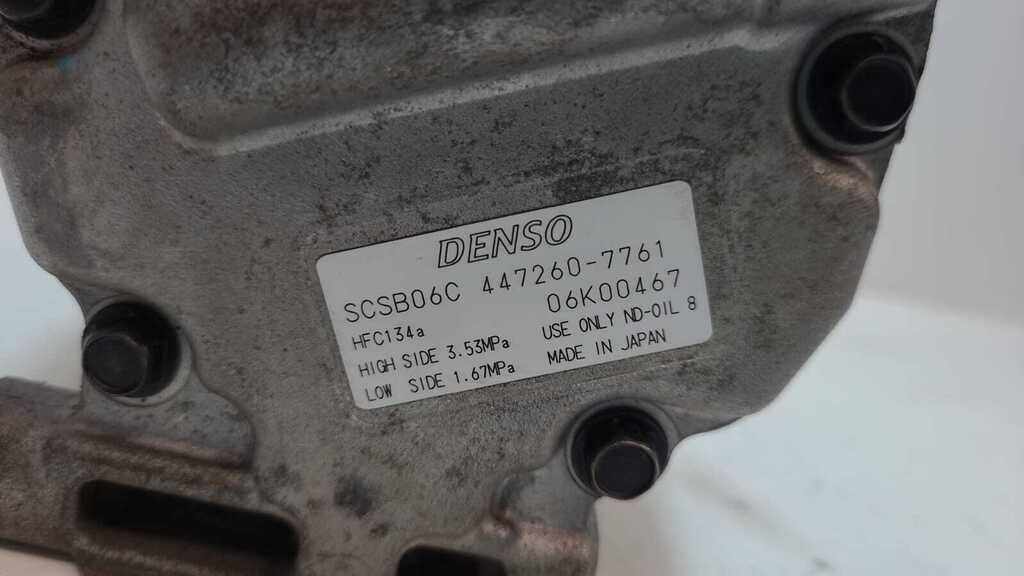 DENSO
SCSB06C 447260-7761
HFC134a 06K00467
HIGH SIDE 3.53MPa USE ONLY ND-OIL 8
LOW SIDE 1.67MPa MADE IN JAPAN